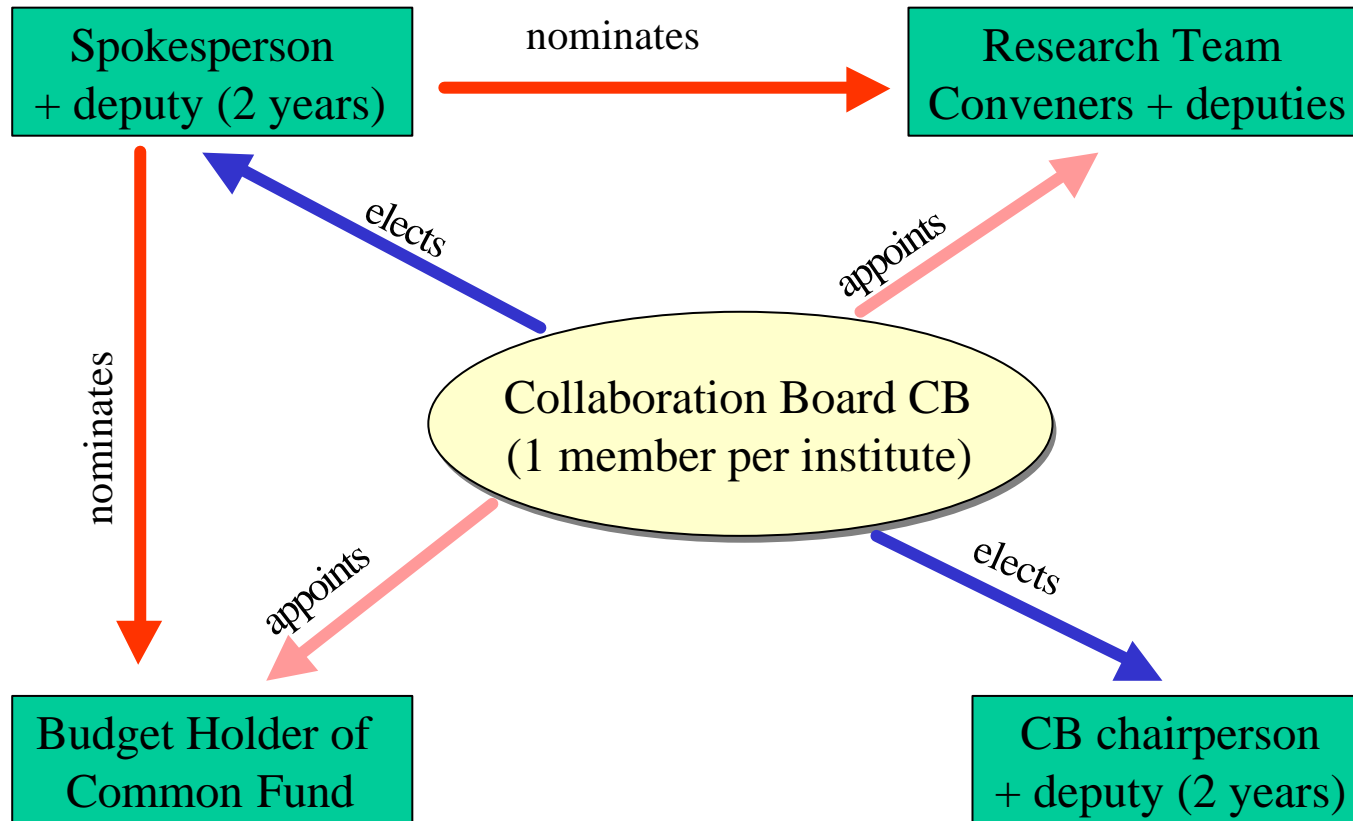 Spokesperson
+ deputy (2 years)
nominates
Research Team
Conveners + deputies
elects
appoints
nominates
Collaboration Board CB
(1 member per institute)
appoints
elects
Budget Holder of
Common Fund
CB chairperson
+ deputy (2 years)